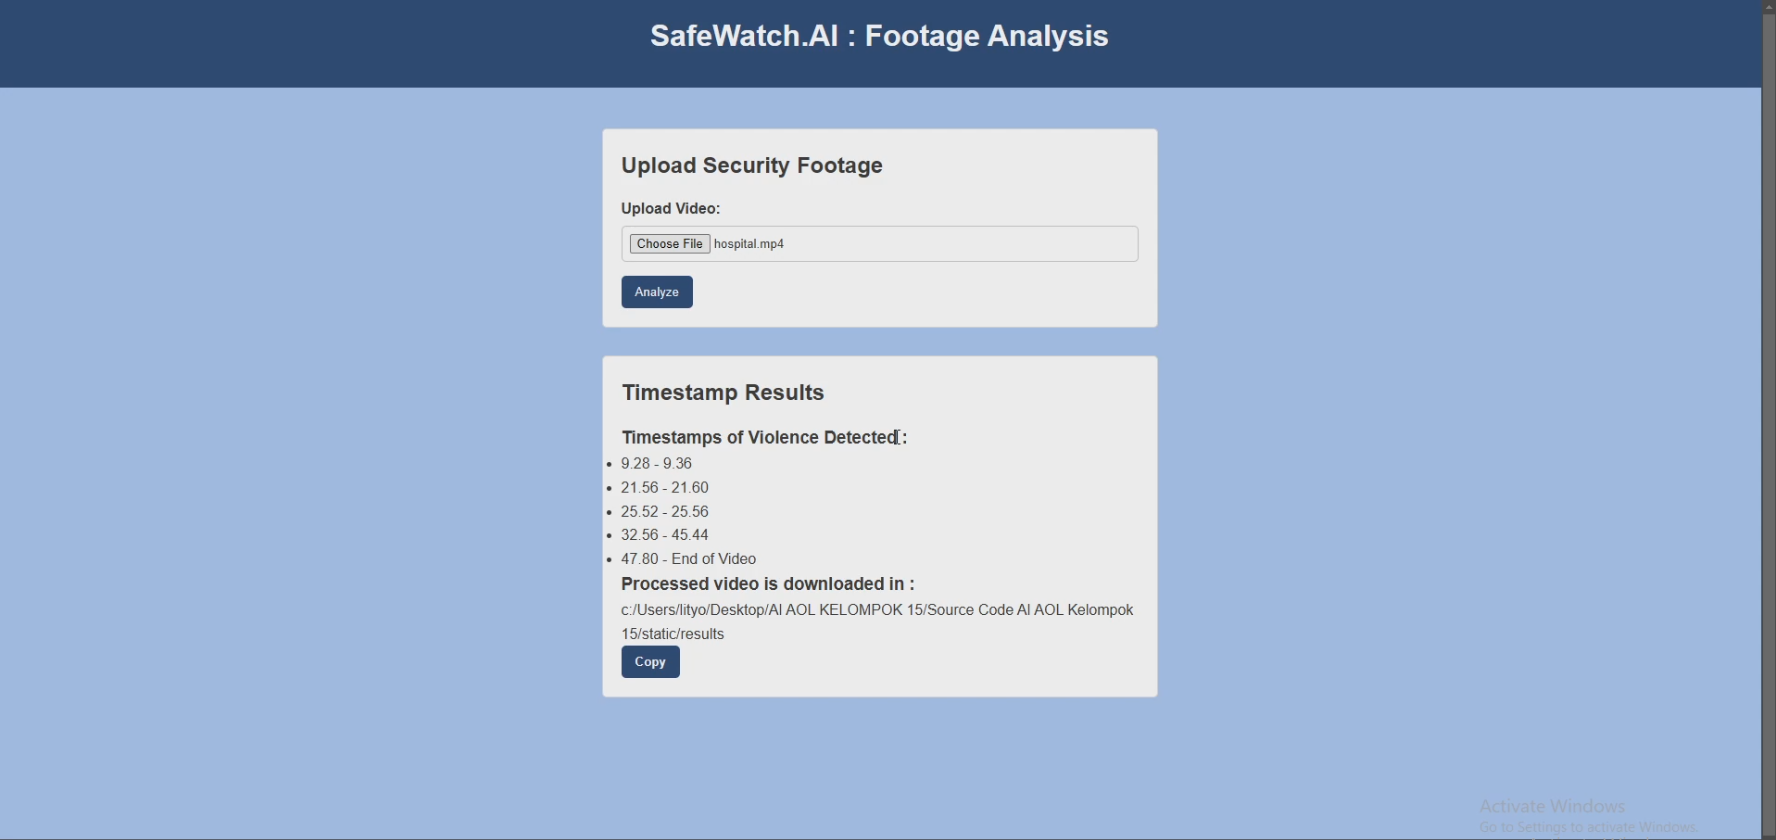 SafeWatch.AI : Footage Analysis
Upload Security Footage
Upload Video:
Choose File hospital.mp4
Analyze
Timestamp Results
Timestamps of Violence Detected :
• 9.28 - 9.36
• 21.56 - 21.60
• 25.52 - 25.56
• 32.56 - 45.44
• 47.80 - End of Video
Processed video is downloaded in :
c:/Users/lityo/Desktop/AI AOL KELOMPOK 15/Source Code AI AOL Kelompok
15/static/results
Copy
Activate Windows
Go to Settings to activate Windows.